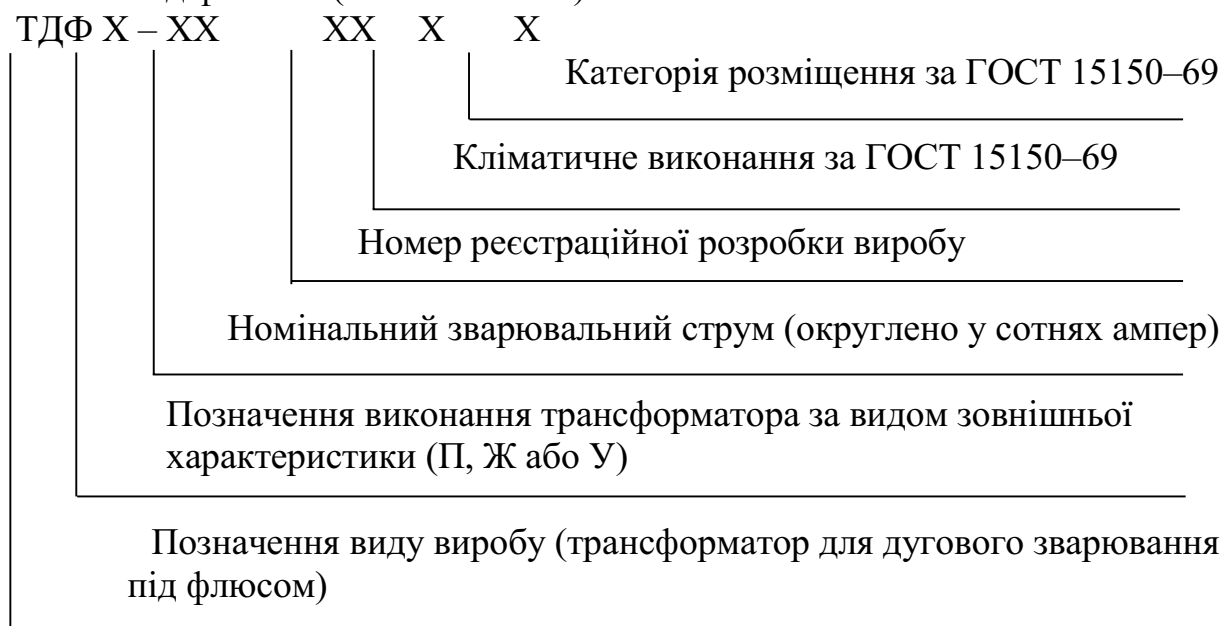 ТДФ Х – ХХ ХХ Х Х
Категорія розміщення за ГОСТ 15150–69
Кліматичне виконання за ГОСТ 15150–69
Номер реєстраційної розробки виробу
Номінальний зварювальний струм (округлено у сотнях ампер)
Позначення виконання трансформатора за видом зовнішньої
характеристики (П, Ж або У)
Позначення виду виробу (трансформатор для дугового зварювання
під флюсом)